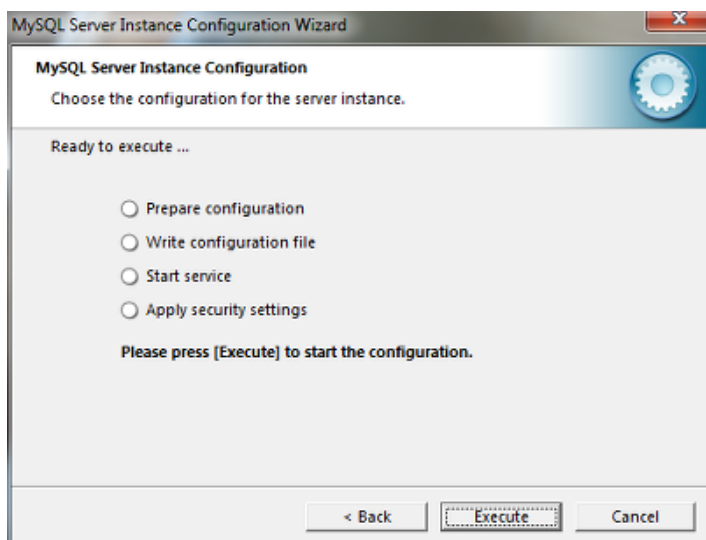 MySQL Server Instance Configuration Wizard
MySQL Server Instance Configuration
Choose the configuration for the server instance.
Ready to execute ...
Prepare configuration
Write configuration file
Start service
Apply security settings
Please press [Execute] to start the configuration.
< Back
Execute
Cancel